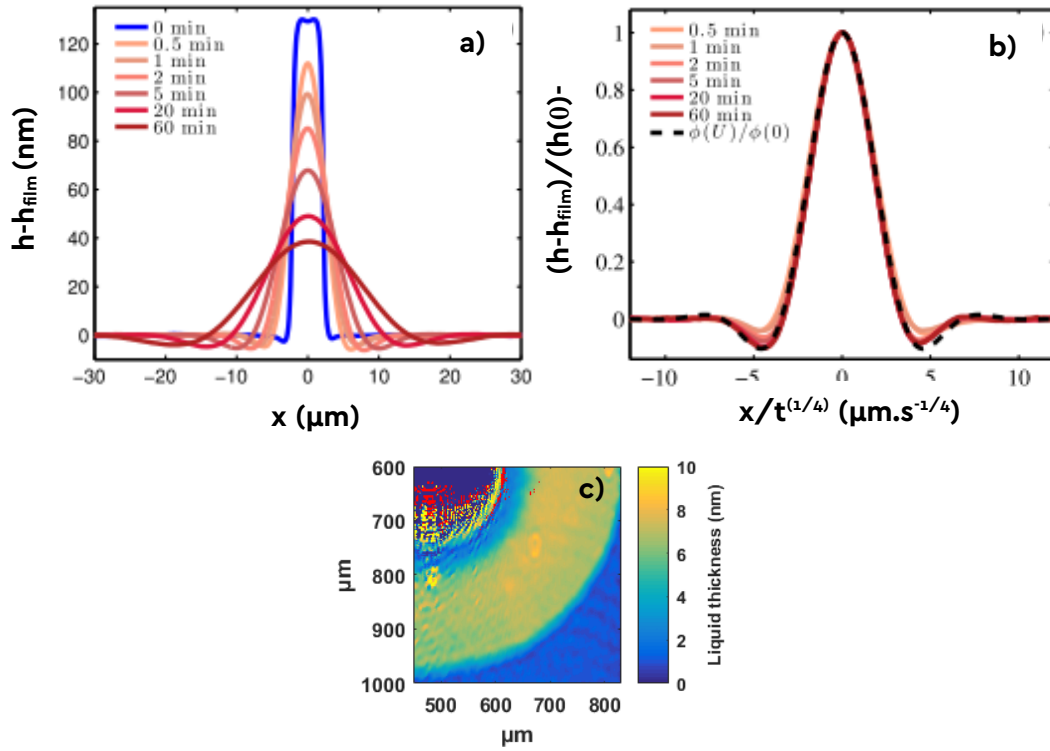 a)
0 min
0.5 min
1 min
2 min
5 min
20 min
60 min
h-hfilm (nm)
120
100
80
60
40
20
0
−30 −20 −10 0 10 20 30
x (μm)
b)
0.5 min
1 min
2 min
5 min
20 min
60 min
ϕ(U)/ϕ(0)
(h-hfilm)/(h(0)-
1
0.8
0.6
0.4
0.2
0
−10 −5 0 5 10
x/t(1/4) (μm.s-1/4)
c)
600
700
800
900
1000
μm
500 600 700 800
μm
10
8
6
4
2
0
Liquid thickness (nm)